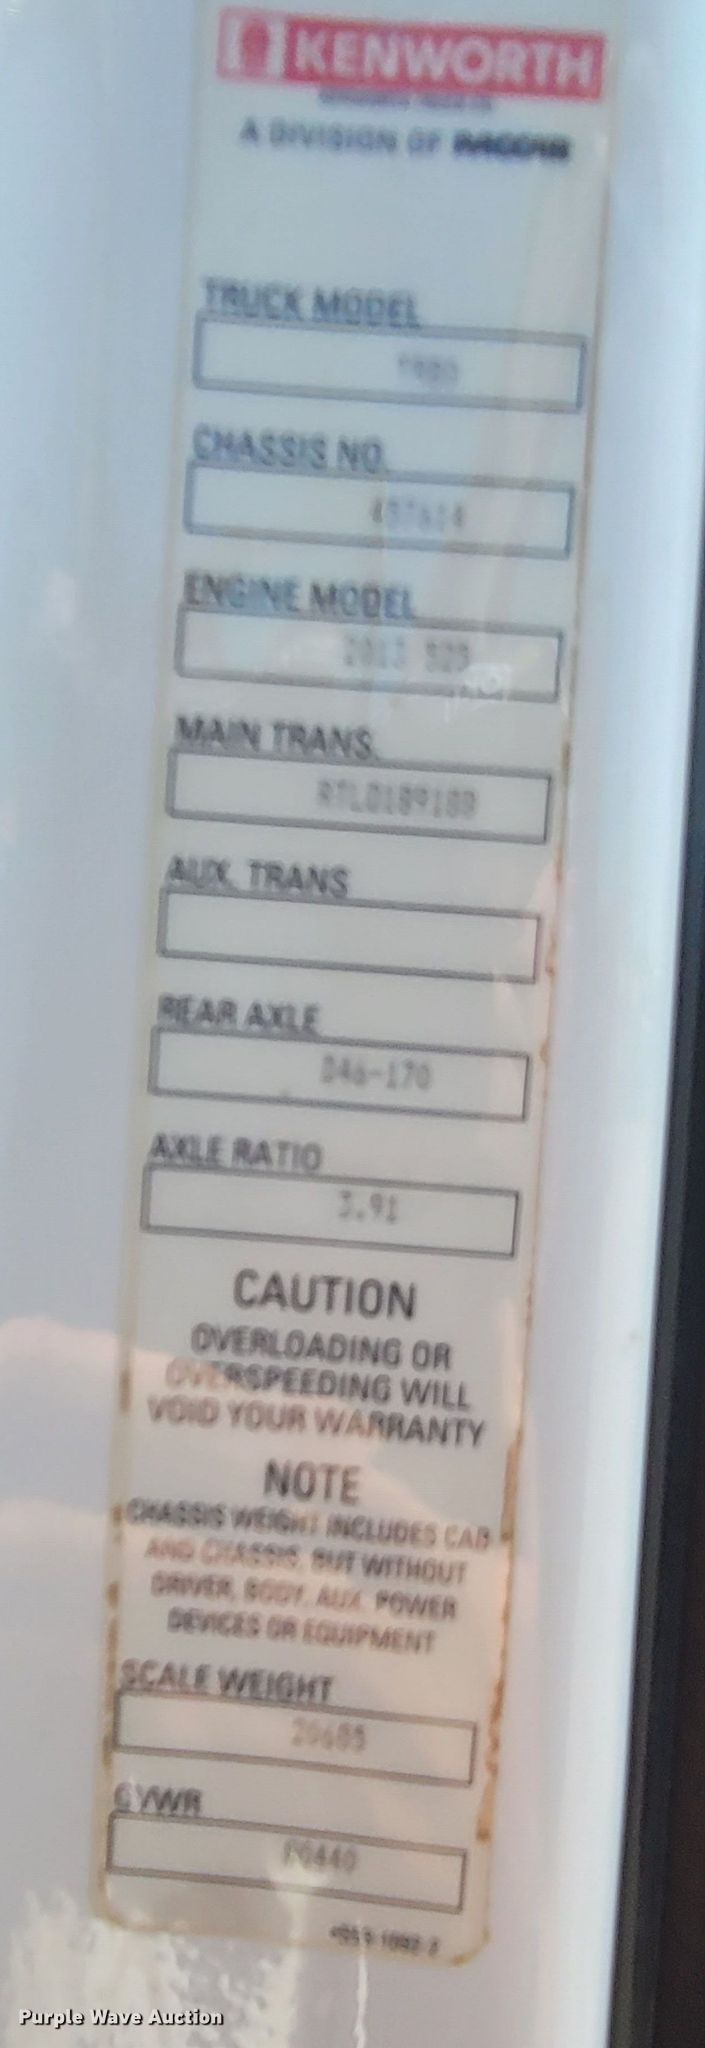 KENWORTH
A DIVISION OF PACCAR
TRUCK MODEL
CHASSIS NO.
ENGINE MODEL
2013
MAIN TRANS.
AUX. TRANS
REAR AXLE
D46-170
AXLE RATIO
3.91
CAUTION
OVERLOADING OR
OVERSPEEDING WILL
VOID YOUR WARRANTY
NOTE
CHASSIS WEIGHT INCLUDES CAB
AND CHASSIS, BUT WITHOUT
DRIVER, BODY, AUX. POWER
DEVICES OR EQUIPMENT
SCALE WEIGHT
GVWR
Purple Wave Auction